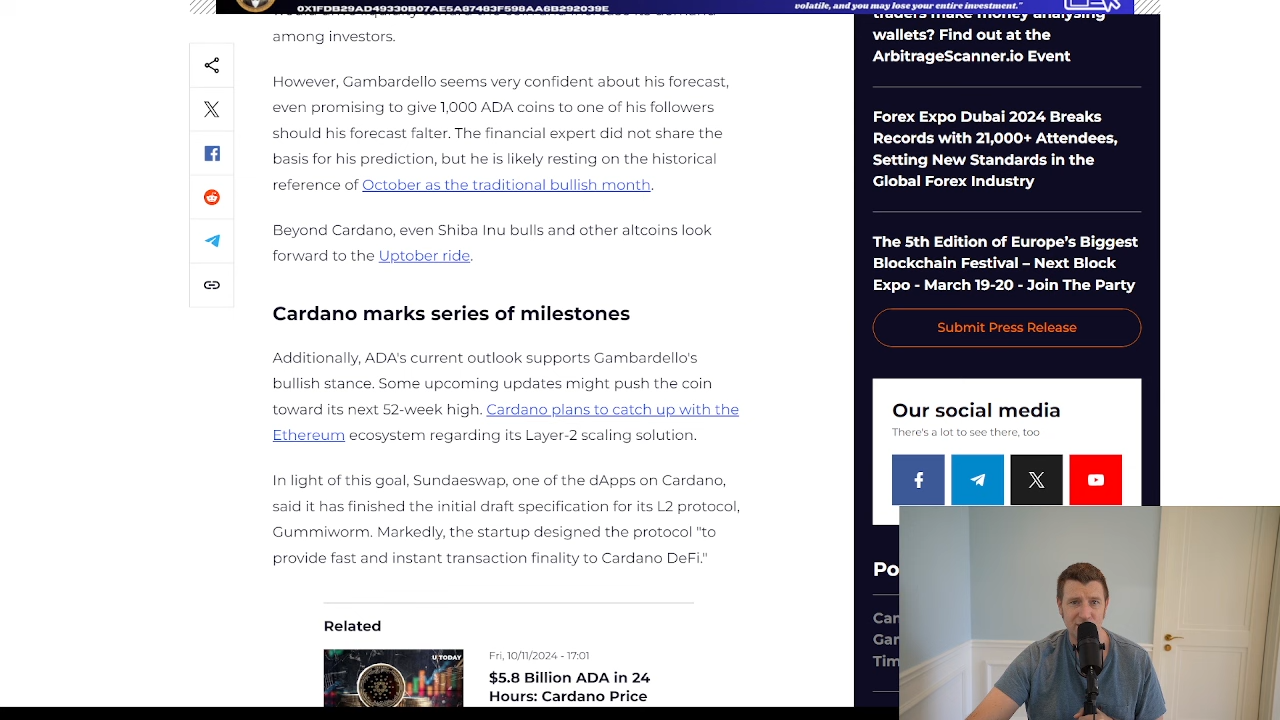 0X1FDB29AD49330B07AE5A87483F598AA6B292039E
volatile, and you may lose your entire investment."
among investors.
However, Gambardello seems very confident about his forecast,
even promising to give 1,000 ADA coins to one of his followers
should his forecast falter. The financial expert did not share the
basis for his prediction, but he is likely resting on the historical
reference of October as the traditional bullish month.
Beyond Cardano, even Shiba Inu bulls and other altcoins look
forward to the Uptober ride.
Cardano marks series of milestones
Additionally, ADA's current outlook supports Gambardello's
bullish stance. Some upcoming updates might push the coin
toward its next 52-week high. Cardano plans to catch up with the
Ethereum ecosystem regarding its Layer-2 scaling solution.
In light of this goal, Sundaeswap, one of the dApps on Cardano,
said it has finished the initial draft specification for its L2 protocol,
Gummiworm. Markedly, the startup designed the protocol "to
provide fast and instant transaction finality to Cardano DeFi."
Related
U TODAY
Fri, 10/11/2024 - 17:01
$5.8 Billion ADA in 24
Hours: Cardano Price
traders make money analysing
wallets? Find out at the
ArbitrageScanner.io Event
Forex Expo Dubai 2024 Breaks
Records with 21,000+ Attendees,
Setting New Standards in the
Global Forex Industry
The 5th Edition of Europe's Biggest
Blockchain Festival – Next Block
Expo - March 19-20 - Join The Party
Submit Press Release
Our social media
There's a lot to see there, too
Po
Can
Gar
Tim